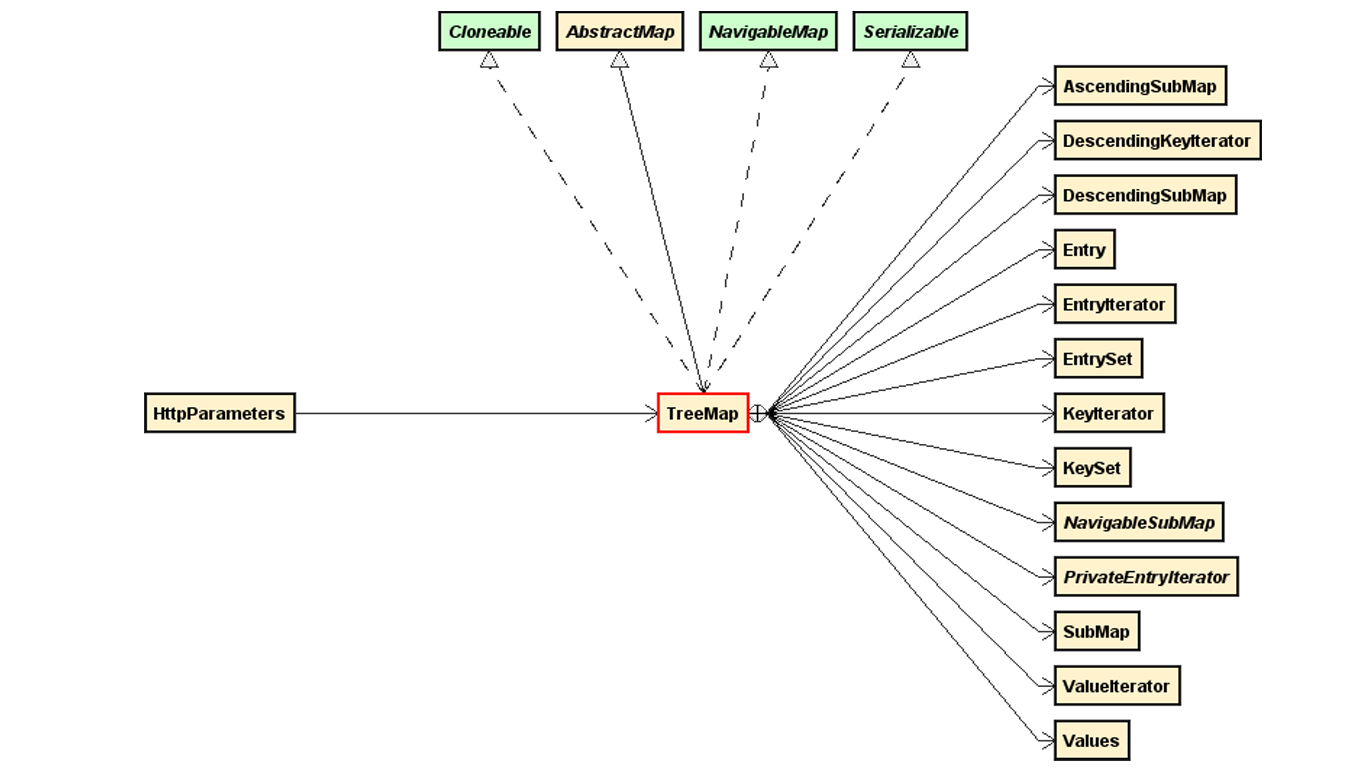 Cloneable
AbstractMap
NavigableMap
Serializable
AscendingSubMap
DescendingKeyIterator
DescendingSubMap
Entry
EntryIterator
EntrySet
HttpParameters
TreeMap
KeyIterator
KeySet
NavigableSubMap
PrivateEntryIterator
SubMap
ValueIterator
Values